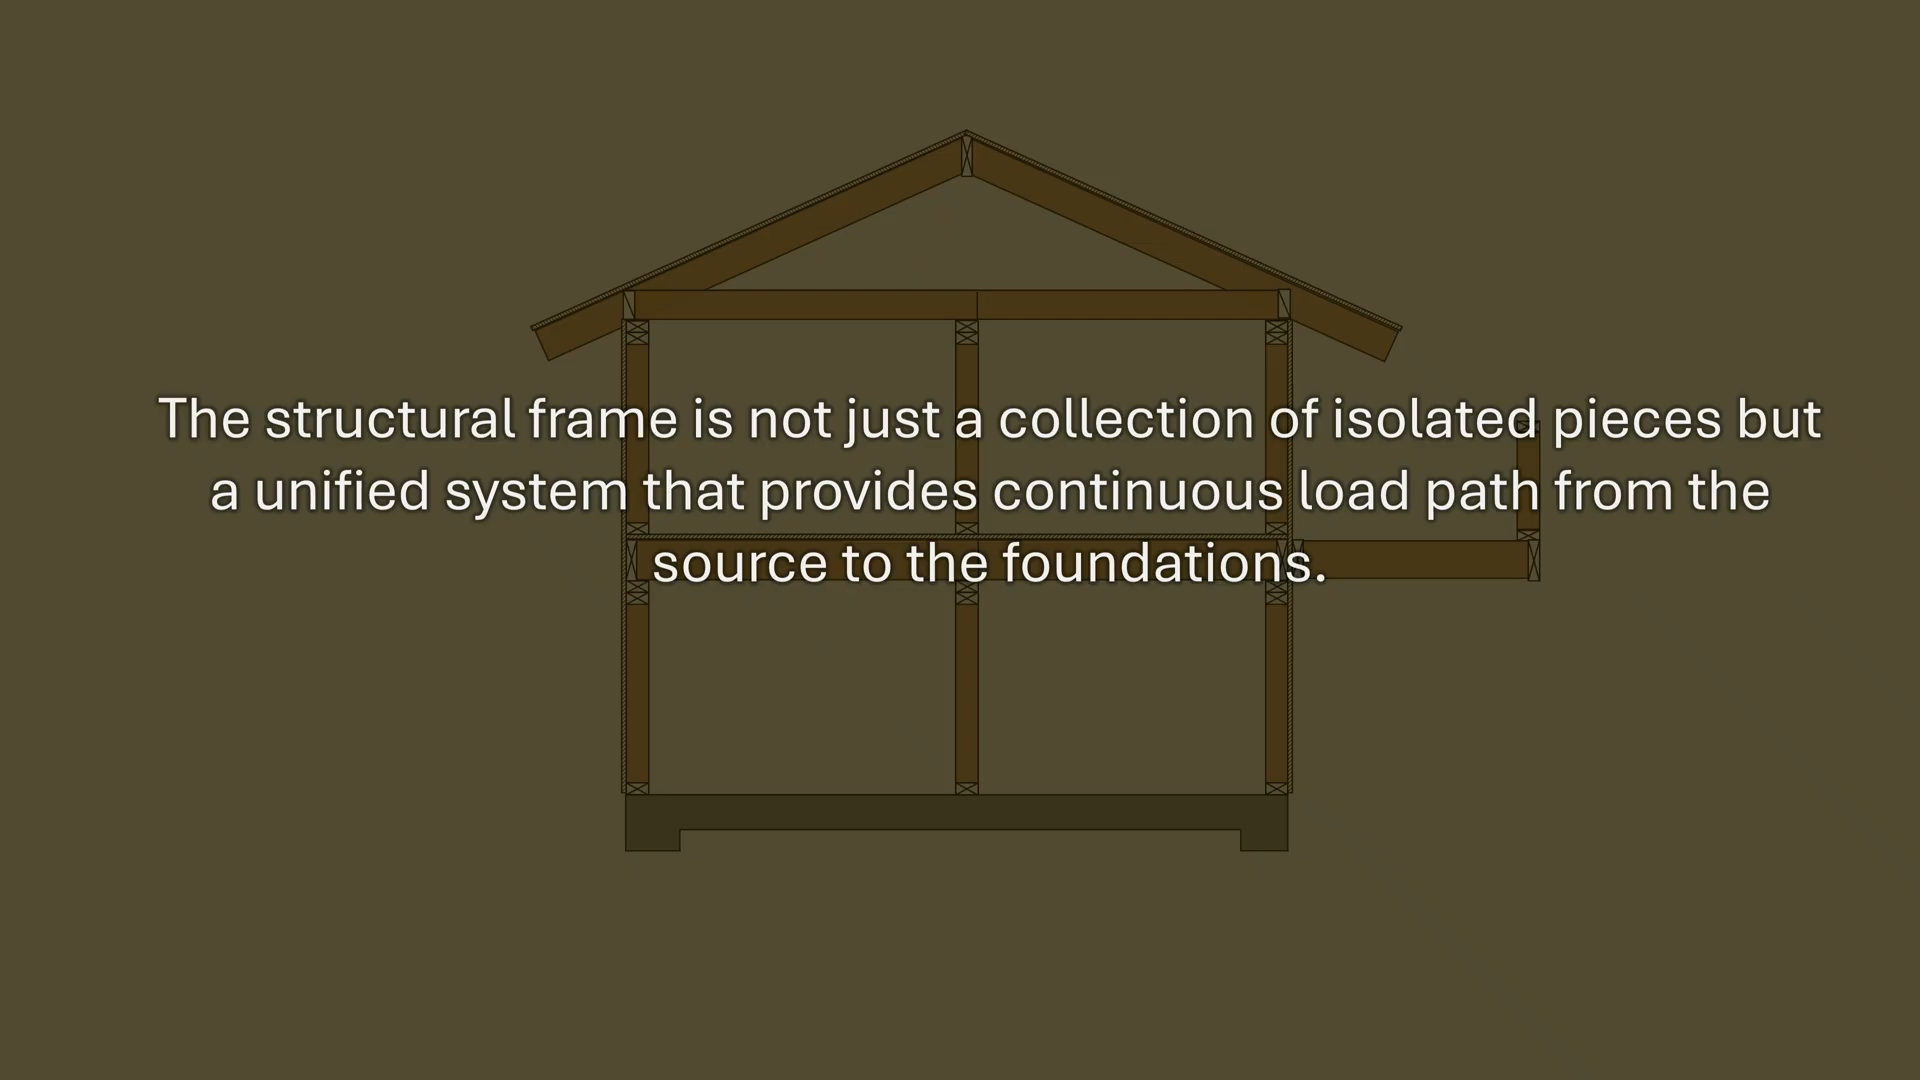 The structural frame is not just a collection of isolated pieces but
a unified system that provides continuous load path from the
source to the foundations.